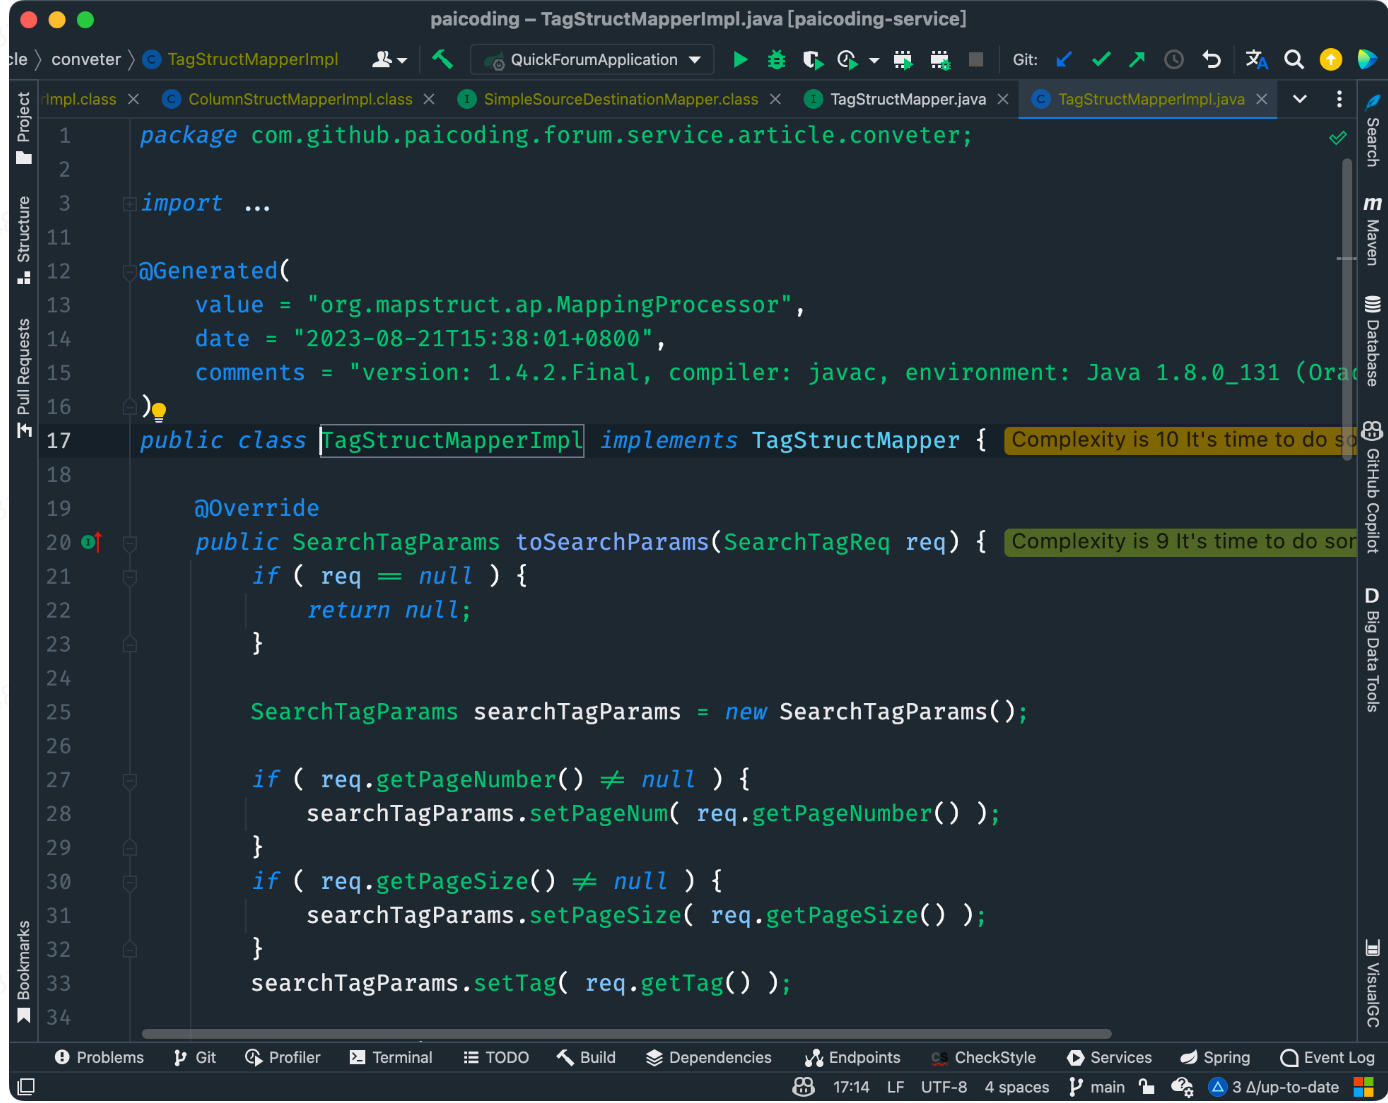 paicoding – TagStructMapperImpl.java [paicoding-service]
cle 〉 conveter 〉 TagStructMapperImpl
QuickForumApplication
Git:
rImpl.class
ColumnStructMapperImpl.class
SimpleSourceDestinationMapper.class
TagStructMapper.java
TagStructMapperImpl.java
Project
Structure
Pull Requests
Bookmarks
1 package com.github.paicoding.forum.service.article.conveter;
2
3 import ...
11
12 @Generated(
13 value = "org.mapstruct.ap.MappingProcessor",
14 date = "2023-08-21T15:38:01+0800",
15 comments = "version: 1.4.2.Final, compiler: javac, environment: Java 1.8.0_131 (Orac
16 )
17 public class TagStructMapperImpl implements TagStructMapper { Complexity is 10 It's time to do so
18
19 @Override
20 public SearchTagParams toSearchParams(SearchTagReq req) { Complexity is 9 It's time to do sor
21 if ( req == null ) {
22 return null;
23 }
24
25 SearchTagParams searchTagParams = new SearchTagParams();
26
27 if ( req.getPageNumber() ≠ null ) {
28 searchTagParams.setPageNum( req.getPageNumber() );
29 }
30 if ( req.getPageSize() ≠ null ) {
31 searchTagParams.setPageSize( req.getPageSize() );
32 }
33 searchTagParams.setTag( req.getTag() );
34
Search
m Maven
Database
GitHub Copilot
D Big Data Tools
VisualGC
Problems
Git
Profiler
Terminal
TODO
Build
Dependencies
Endpoints
CS CheckStyle
Services
Spring
Event Log
17:14
LF
UTF-8
4 spaces
main
3 Δ/up-to-date